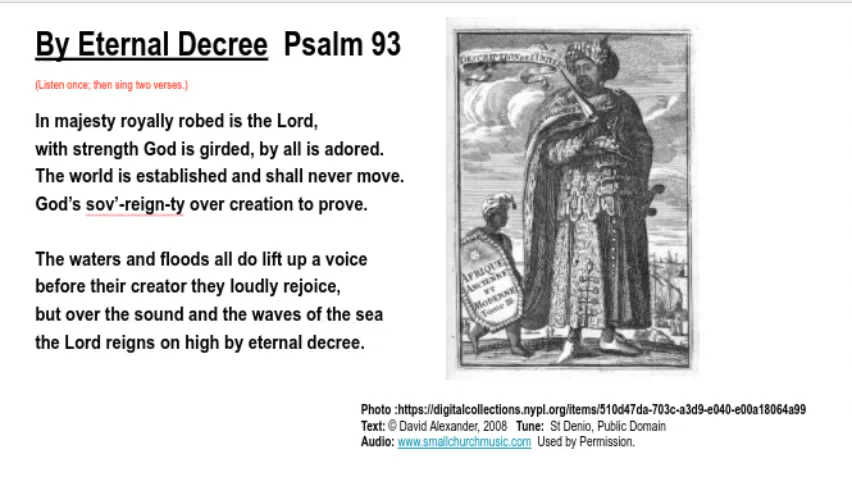 By Eternal Decree Psalm 93
(Listen once; then sing two verses.)
In majesty royally robed is the Lord,
with strength God is girded, by all is adored.
The world is established and shall never move.
God's sov'-reign-ty over creation to prove.
The waters and floods all do lift up a voice
before their creator they loudly rejoice,
but over the sound and the waves of the sea
the Lord reigns on high by eternal decree.
AFRIQUE
ANCIENNE
ET
MODERNE
Tome III.
Photo :https://digitalcollections.nypl.org/items/510d47da-703c-a3d9-e040-e00a18064a99
Text: © David Alexander, 2008 Tune: St Denio, Public Domain
Audio: www.smallchurchmusic.com Used by Permission.